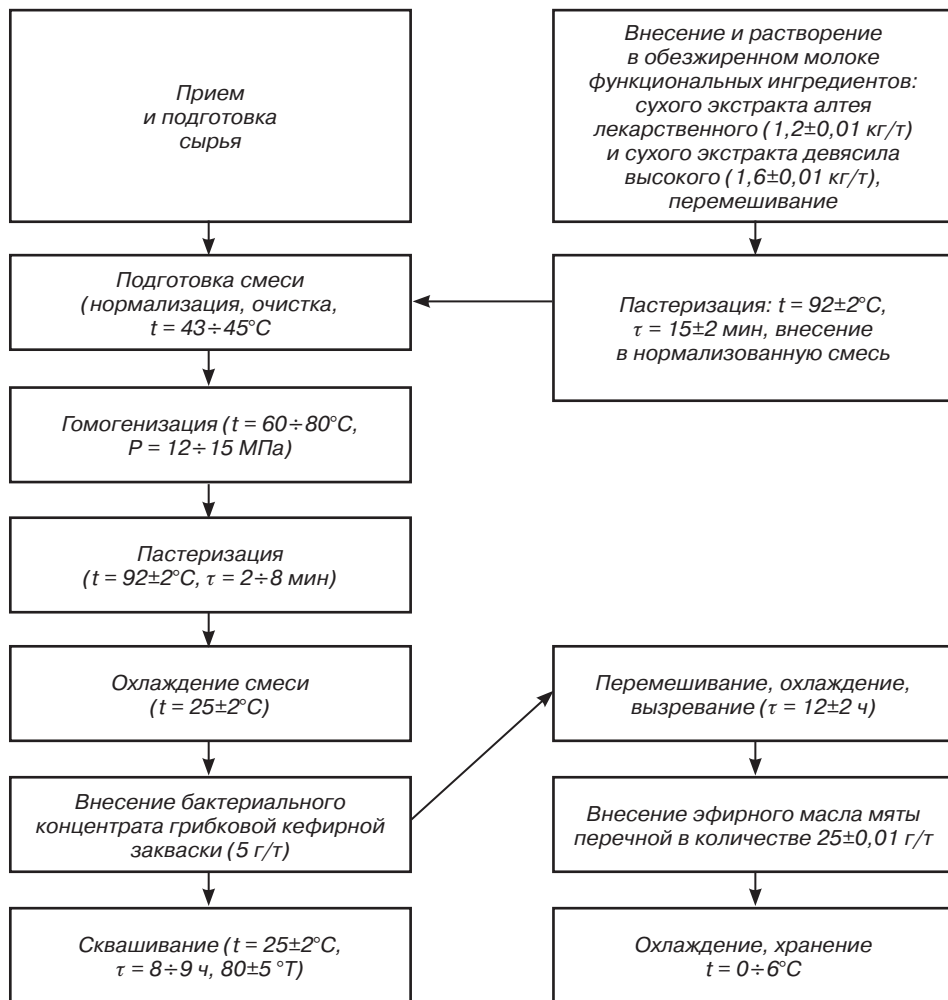 Прием
и подготовка
сырья
Внесение и растворение
в обезжиренном молоке
функциональных ингредиентов:
сухого экстракта алтея
лекарственного (1,2±0,01 кг/т)
и сухого экстракта девясила
высокого (1,6±0,01 кг/т),
перемешивание
Подготовка смеси
(нормализация, очистка,
t = 43÷45°C
Пастеризация: t = 92±2°C,
τ = 15±2 мин, внесение
в нормализованную смесь
Гомогенизация (t = 60÷80°C,
P = 12÷15 МПа)
Пастеризация
(t = 92±2°C, τ = 2÷8 мин)
Охлаждение смеси
(t = 25±2°C)
Перемешивание, охлаждение,
вызревание (τ = 12±2 ч)
Внесение бактериального
концентрата грибковой кефирной
закваски (5 г/т)
Внесение эфирного масла мяты
перечной в количестве 25±0,01 г/т
Сквашивание (t = 25±2°C,
τ = 8÷9 ч, 80±5 °Т)
Охлаждение, хранение
t = 0÷6°C